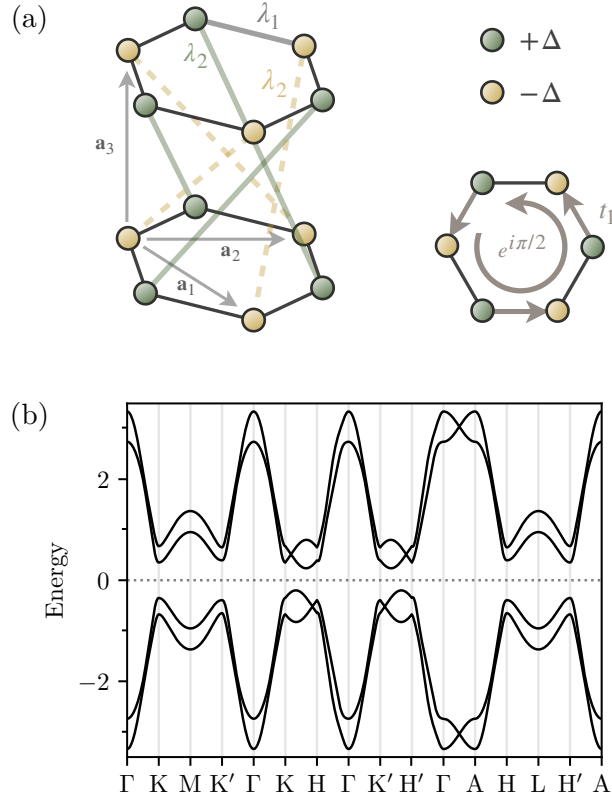 (a)
λ₁
λ₂
λ₂
a₃
a₂
a₁
+Δ
−Δ
t₁
e^{iπ/2}
(b)
Energy
2
0
−2
Γ K M K′ Γ K H Γ K′ H′ Γ A H L H′ A